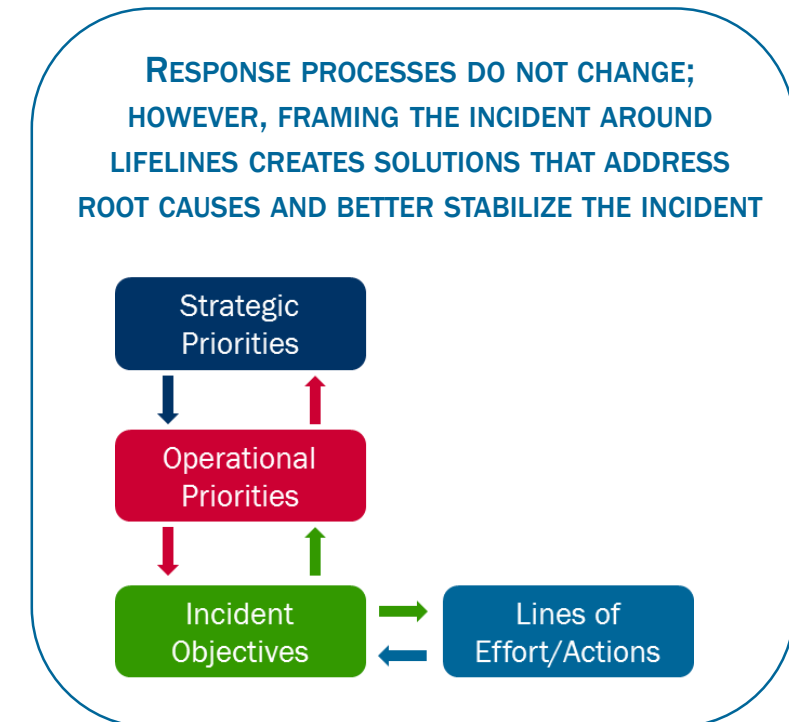 RESPONSE PROCESSES DO NOT CHANGE;
HOWEVER, FRAMING THE INCIDENT AROUND
LIFELINES CREATES SOLUTIONS THAT ADDRESS
ROOT CAUSES AND BETTER STABILIZE THE INCIDENT
Strategic
Priorities
Operational
Priorities
Incident
Objectives
Lines of
Effort/Actions